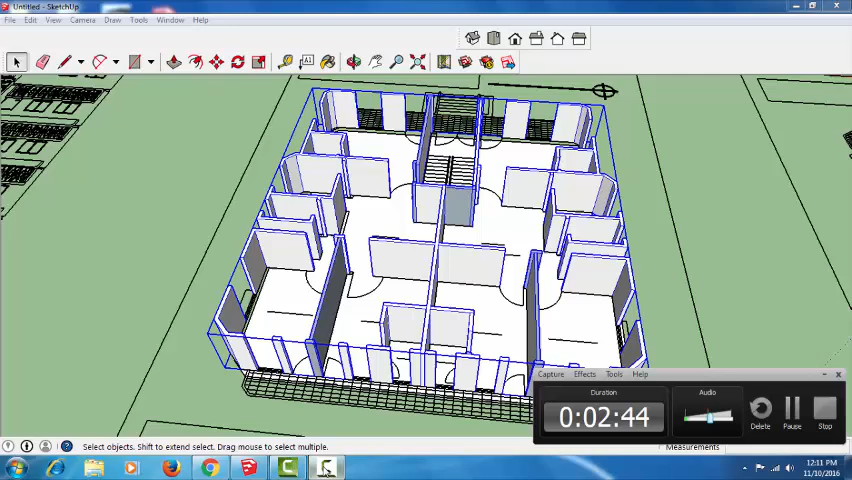 Untitled - SketchUp
File Edit View Camera Draw Tools Window Help
A1
Capture Effects Tools Help
Duration
0:02:44
Audio
Delete Pause Stop
Select objects. Shift to extend select. Drag mouse to select multiple.
Measurements
12:11 PM
11/10/2016